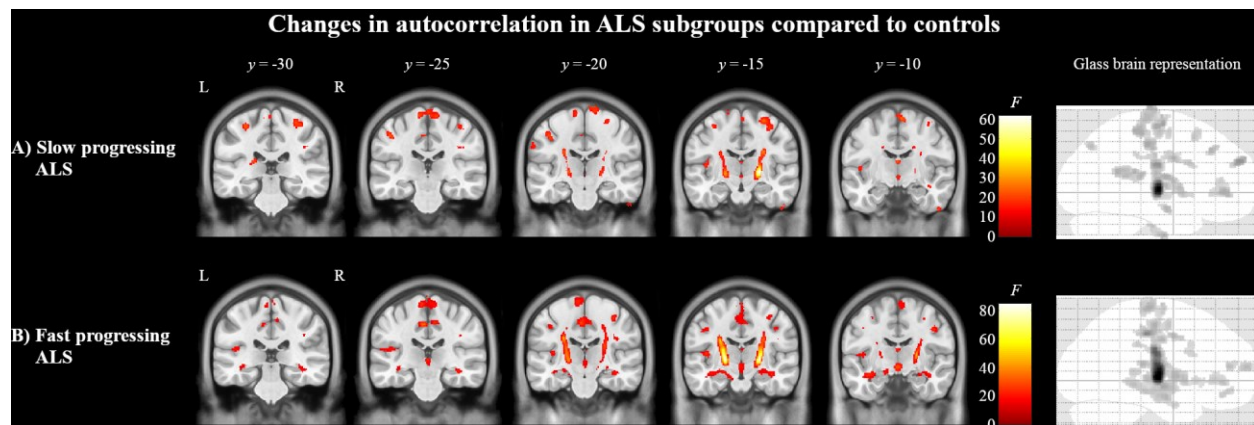 Changes in autocorrelation in ALS subgroups compared to controls
y = -30 y = -25 y = -20 y = -15 y = -10 Glass brain representation
L R F
60
50
A) Slow progressing
ALS
40
30
20
10
0
L R F
80
60
B) Fast progressing
ALS
40
20
0